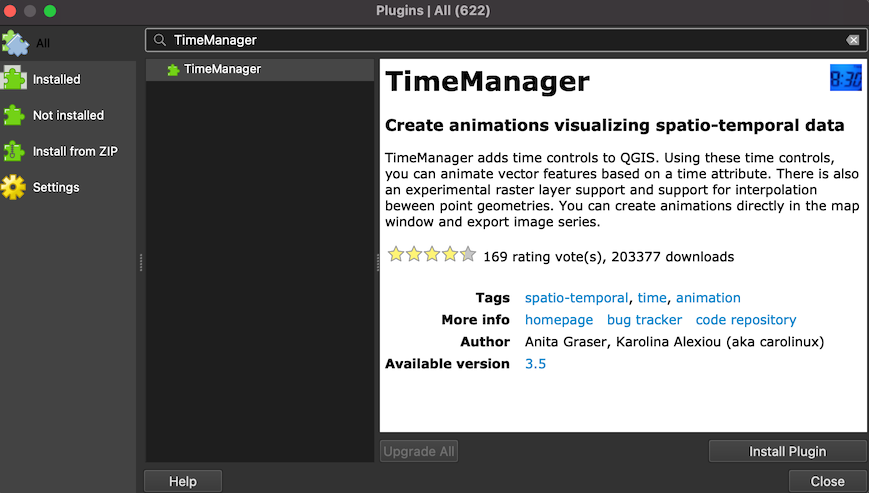 Plugins | All (622)
All
Installed
Not installed
Install from ZIP
Settings
TimeManager
TimeManager
TimeManager
8:30
Create animations visualizing spatio-temporal data
TimeManager adds time controls to QGIS. Using these time controls,
you can animate vector features based on a time attribute. There is also
an experimental raster layer support and support for interpolation
beween point geometries. You can create animations directly in the map
window and export image series.
169 rating vote(s), 203377 downloads
Tags spatio-temporal, time, animation
More info homepage bug tracker code repository
Author Anita Graser, Karolina Alexiou (aka carolinux)
Available version 3.5
Upgrade All
Install Plugin
Help
Close